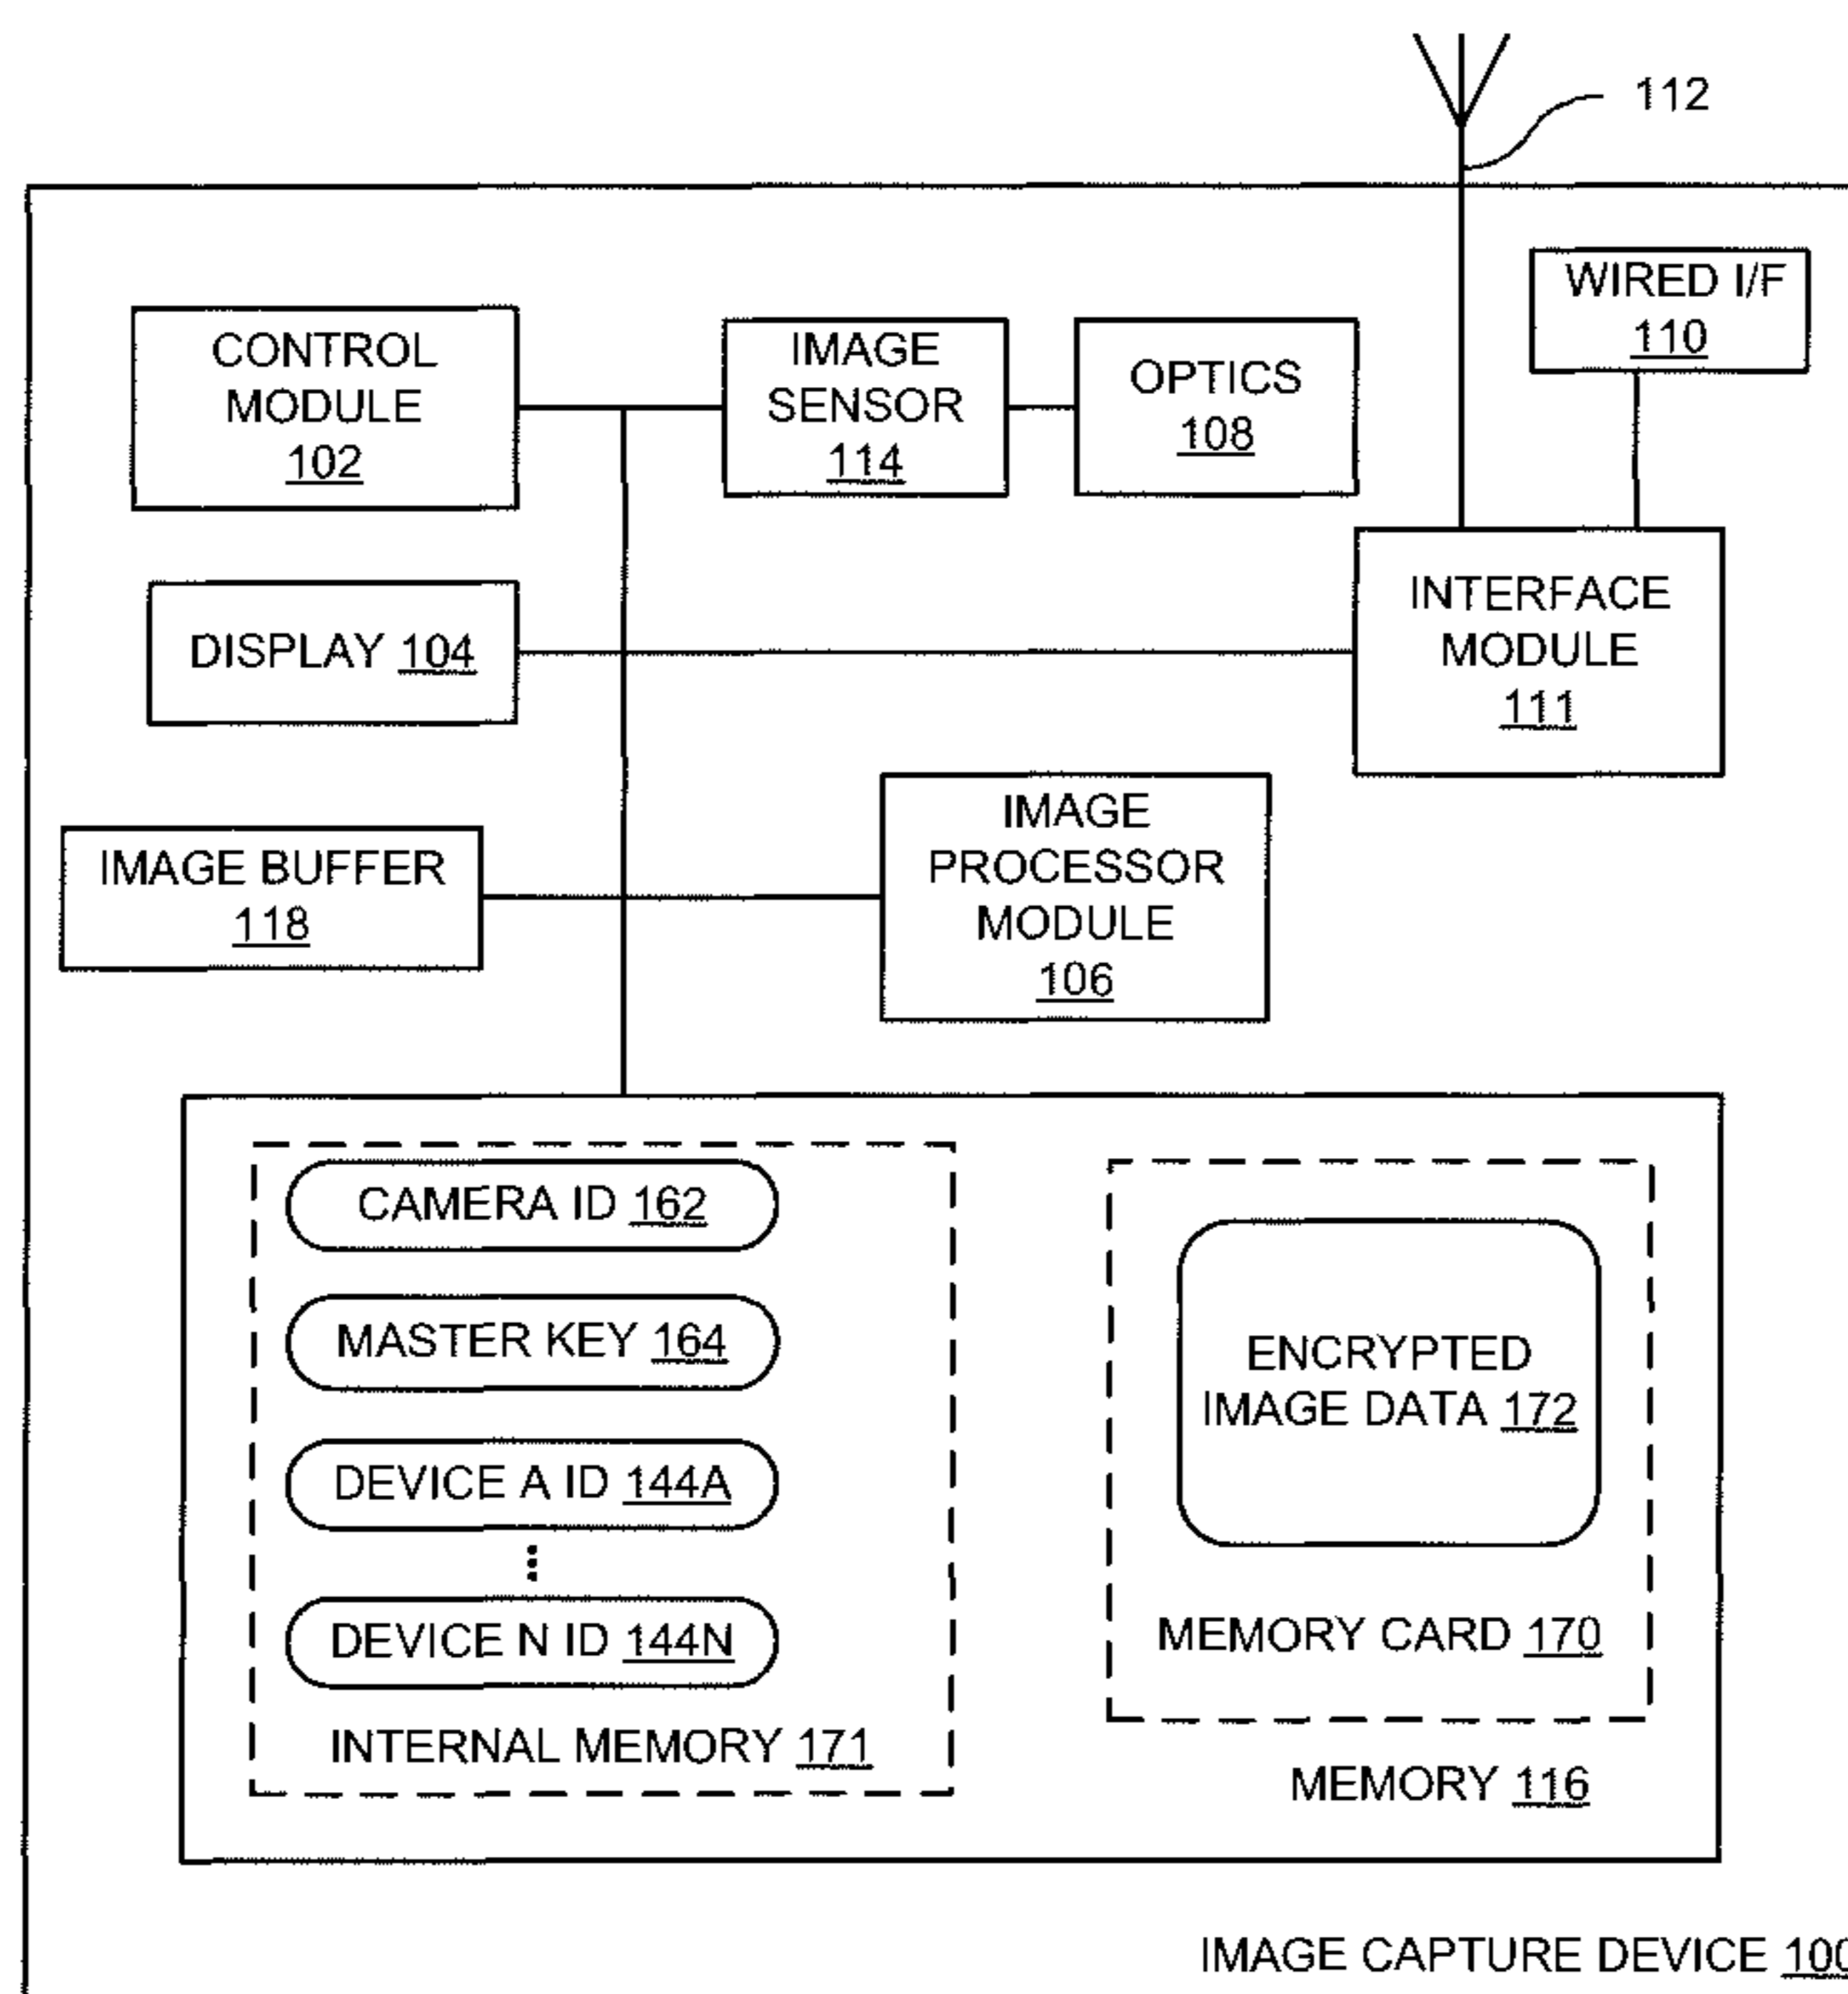 112
WIRED I/F
110
CONTROL
MODULE
102
IMAGE
SENSOR
114
OPTICS
108
INTERFACE
MODULE
111
DISPLAY 104
IMAGE
PROCESSOR
MODULE
106
IMAGE BUFFER
118
CAMERA ID 162
MASTER KEY 164
DEVICE A ID 144A
DEVICE N ID 144N
INTERNAL MEMORY 171
ENCRYPTED
IMAGE DATA 172
MEMORY CARD 170
MEMORY 116
IMAGE CAPTURE DEVICE 100